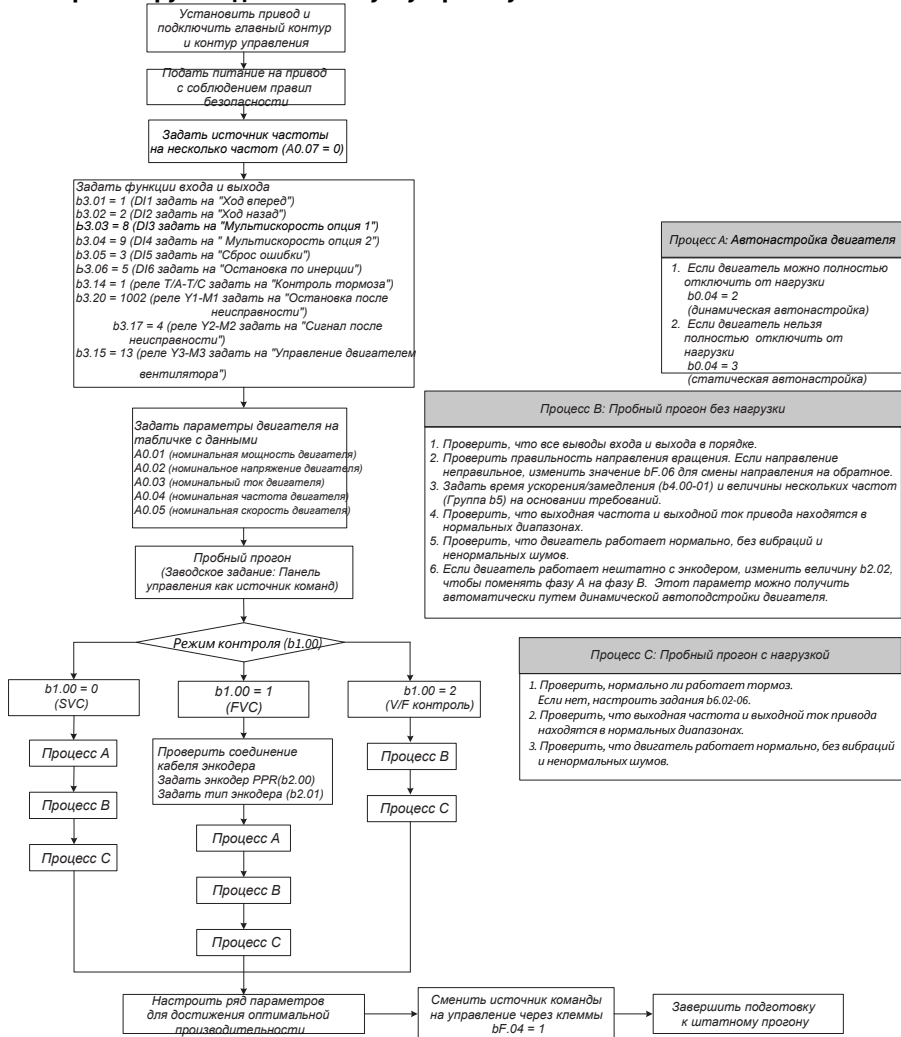 Установить привод и
подключить главный контур
и контур управления
Подать питание на привод
с соблюдением правил
безопасности
Задать источник частоты
на несколько частот (A0.07 = 0)
Задать функции входа и выхода
b3.01 = 1 (DI1 задать на "Ход вперед")
b3.02 = 2 (DI2 задать на "Ход назад")
Ь3.03 = 8 (DI3 задать на "Мультискорость опция 1")
b3.04 = 9 (DI4 задать на " Мультискорость опция 2")
b3.05 = 3 (DI5 задать на "Сброс ошибки")
Ь3.06 = 5 (DI6 задать на "Остановка по инерции")
b3.14 = 1 (реле T/A-T/C задать на "Контроль тормоза")
b3.20 = 1002 (реле Y1-M1 задать на "Остановка после
неисправности")
b3.17 = 4 (реле Y2-M2 задать на "Сигнал после
неисправности")
b3.15 = 13 (реле Y3-M3 задать на "Управление двигателем
вентилятора")
Задать параметры двигателя на
табличке с данными
A0.01 (номинальная мощность двигателя)
A0.02 (номинальное напряжение двигателя)
A0.03 (номинальный ток двигателя)
A0.04 (номинальная частота двигателя)
A0.05 (номинальная скорость двигателя)
Пробный прогон
(Заводское задание: Панель
управления как источник команд)
Режим контроля (b1.00)
b1.00 = 0
(SVC)
Процесс A
Процесс B
Процесс C
b1.00 = 1
(FVC)
Проверить соединение
кабеля энкодера
Задать энкодер PPR(b2.00)
Задать тип энкодера (b2.01)
Процесс A
Процесс B
Процесс C
b1.00 = 2
(V/F контроль)
Процесс B
Процесс C
Настроить ряд параметров
для достижения оптимальной
производительности
Сменить источник команды
на управление через клеммы
bF.04 = 1
Завершить подготовку
к штатному прогону
Процесс A: Автонастройка двигателя
1. Если двигатель можно полностью
отключить от нагрузки
b0.04 = 2
(динамическая автонастройка)
2. Если двигатель нельзя
полностью отключить от
нагрузки
b0.04 = 3
(статическая автонастройка)
Процесс B: Пробный прогон без нагрузки
1. Проверить, что все выводы входа и выхода в порядке.
2. Проверить правильность направления вращения. Если направление
неправильное, изменить значение bF.06 для смены направления на обратное.
3. Задать время ускорения/замедления (b4.00-01) и величины нескольких частот
(Группа b5) на основании требований.
4. Проверить, что выходная частота и выходной ток привода находятся в
нормальных диапазонах.
5. Проверить, что двигатель работает нормально, без вибраций и
ненормальных шумов.
6. Если двигатель работает нештатно с энкодером, изменить величину b2.02,
чтобы поменять фазу A на фазу B. Этот параметр можно получить
автоматически путем динамической автоподстройки двигателя.
Процесс C: Пробный прогон с нагрузкой
1. Проверить, нормально ли работает тормоз.
Если нет, настроить задания b6.02-06.
2. Проверить, что выходная частота и выходной ток привода
находятся в нормальных диапазонах.
3. Проверить, что двигатель работает нормально, без вибраций
и ненормальных шумов.